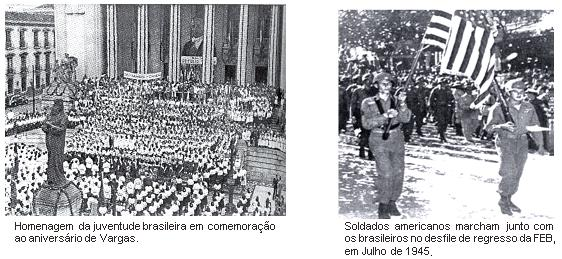 Homenagem da juventude brasileira em comemoração
ao aniversário de Vargas.
Soldados americanos marcham junto com
os brasileiros no desfile de regresso da FEB,
em Julho de 1945.